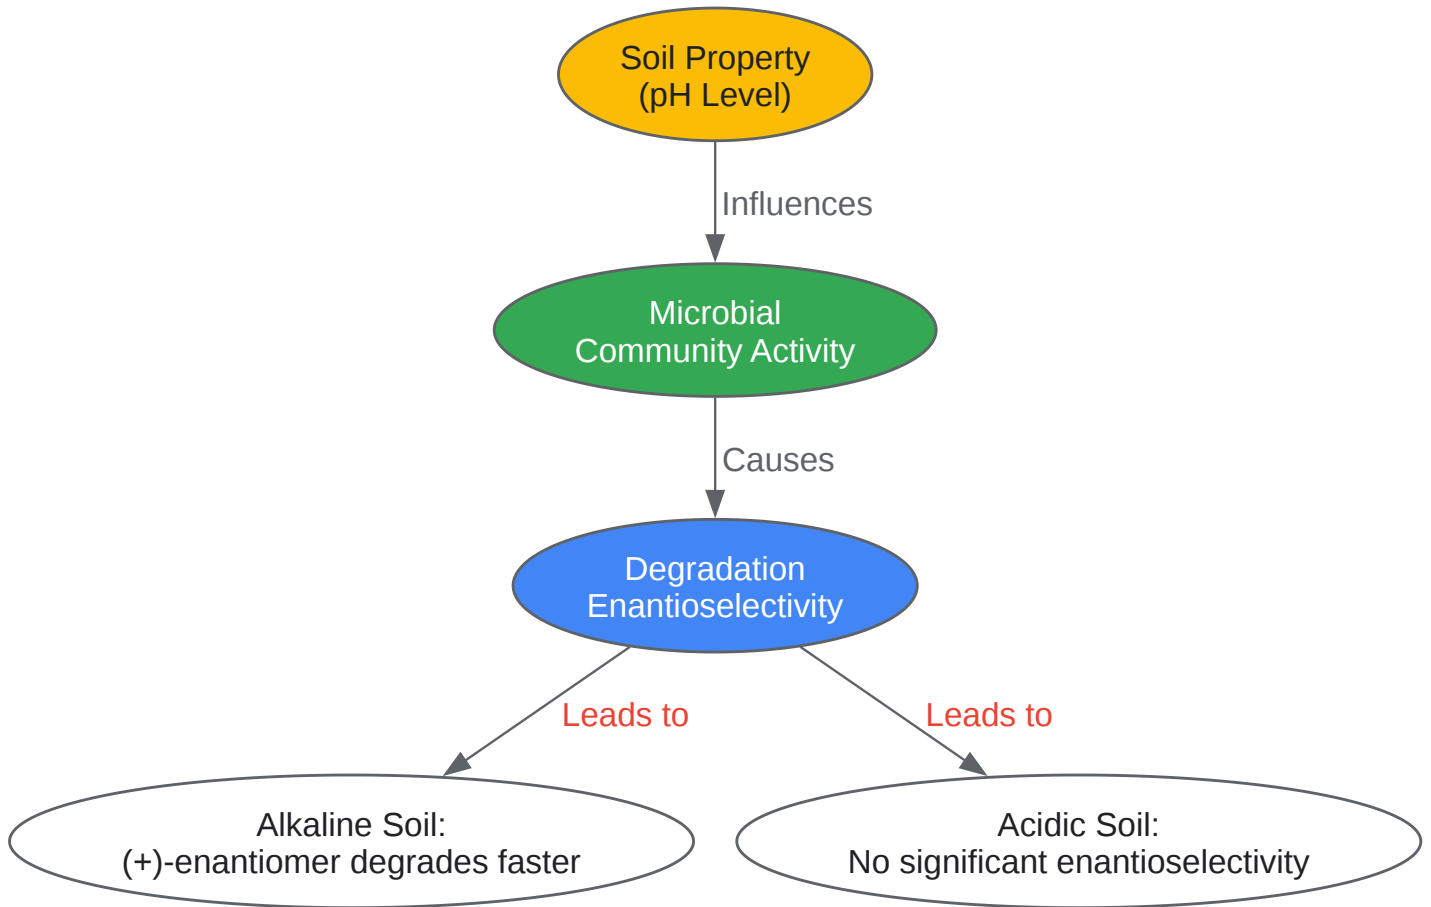 Soil Property
(pH Level)
Influences
Microbial
Community Activity
Causes
Degradation
Enantioselectivity
Leads to
Leads to
Alkaline Soil:
(+)-enantiomer degrades faster
Acidic Soil:
No significant enantioselectivity